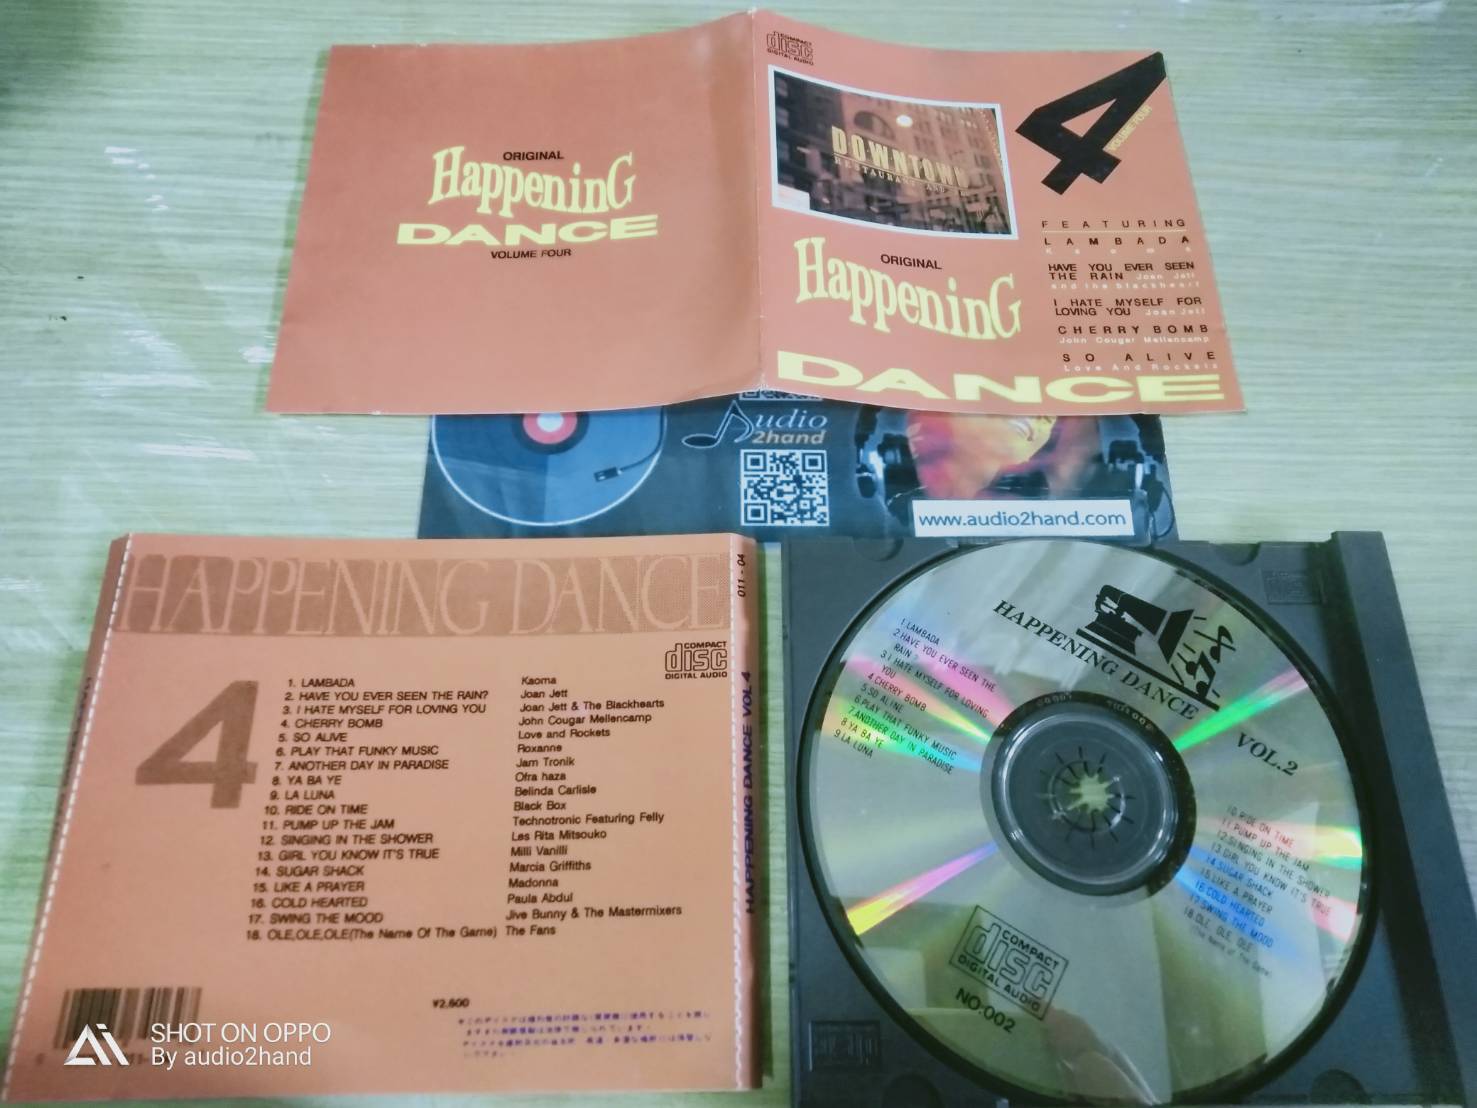 ORIGINAL
HappeninG
DANCE
VOLUME FOUR
COMPACT
disc
DIGITAL AUDIO
DOWNTOWN
RESTAURANT AND
4
VOLUME FOUR
ORIGINAL
HappeninG
DANCE
FEATURING
LAMBADA
Kaoma
HAVE YOU EVER SEEN
THE RAIN Joan Jett
and the blackheart
I HATE MYSELF FOR
LOVING YOU Joan Jett
CHERRY BOMB
John Cougar Mellencamp
SO ALIVE
Love And Rockets
Audio
2hand
www.audio2hand.com
HAPPENING DANCE
COMPACT
disc
DIGITAL AUDIO
4
1. LAMBADA Kaoma
2. HAVE YOU EVER SEEN THE RAIN? Joan Jett
3. I HATE MYSELF FOR LOVING YOU Joan Jett & The Blackhearts
4. CHERRY BOMB John Cougar Mellencamp
5. SO ALIVE Love and Rockets
6. PLAY THAT FUNKY MUSIC Roxanne
7. ANOTHER DAY IN PARADISE Jam Tronik
8. YA BA YE Ofra haza
9. LA LUNA Belinda Carlisle
10. RIDE ON TIME Black Box
11. PUMP UP THE JAM Technotronic Featuring Felly
12. SINGING IN THE SHOWER Les Rita Mitsouko
13. GIRL YOU KNOW IT'S TRUE Milli Vanilli
14. SUGAR SHACK Marcia Griffiths
15. LIKE A PRAYER Madonna
16. COLD HEARTED Paula Abdul
17. SWING THE MOOD Jive Bunny & The Mastermixers
18. OLE,OLE,OLE(The Name Of The Game) The Fans
¥2,500
011-04
HAPPENING DANCE VOL 4
HAPPENING DANCE
VOL.2
1.LAMBADA
2.HAVE YOU EVER SEEN THE
RAIN?
3.I HATE MYSELF FOR LOVING
YOU
4.CHERRY BOMB
5.SO ALINE
6.PLAY THAT FUNKY MUSIC
7.ANOTHER DAY IN PARADISE
8.YA BA YE
9.LA LUNA
10.RIDE ON TIME
11.PUMP UP THE JAM
12.SINGING IN THE SHOWER
13.GIRL YOU KNOW IT'S TRUE
14.SUGAR SHACK
15.LIKE A PRAYER
16.COLD HEARTED
17.SWING THE MOOD
18.OLE, OLE, OLE
(The Name Of The Game)
COMPACT
disc
DIGITAL AUDIO
NO:002
SHOT ON OPPO
By audio2hand